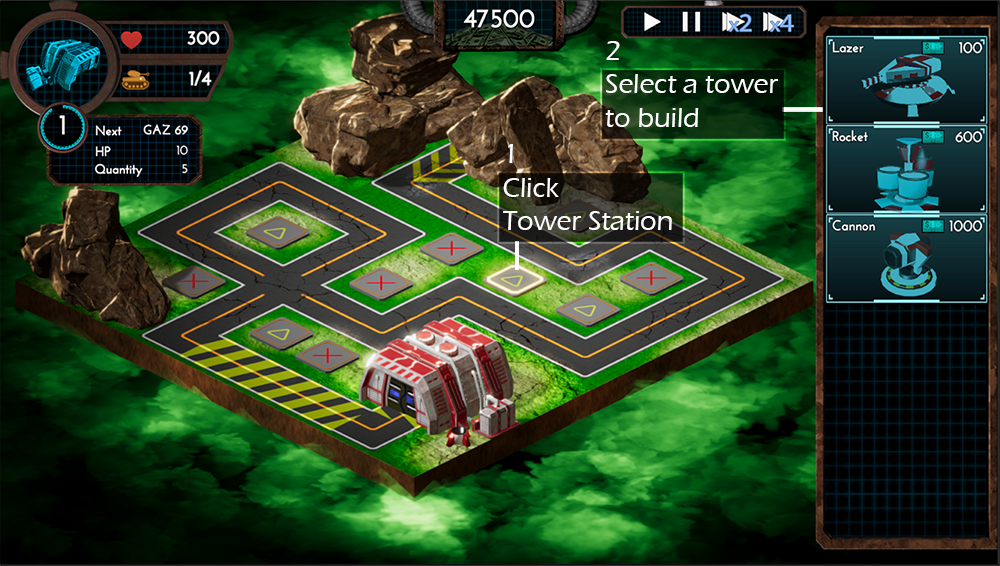 47500
x2
x4
300
1/4
1
Next GAZ 69
HP 10
Quantity 5
2
Select a tower
to build
1
Click
Tower Station
Lazer 100
Rocket 600
Cannon 1000